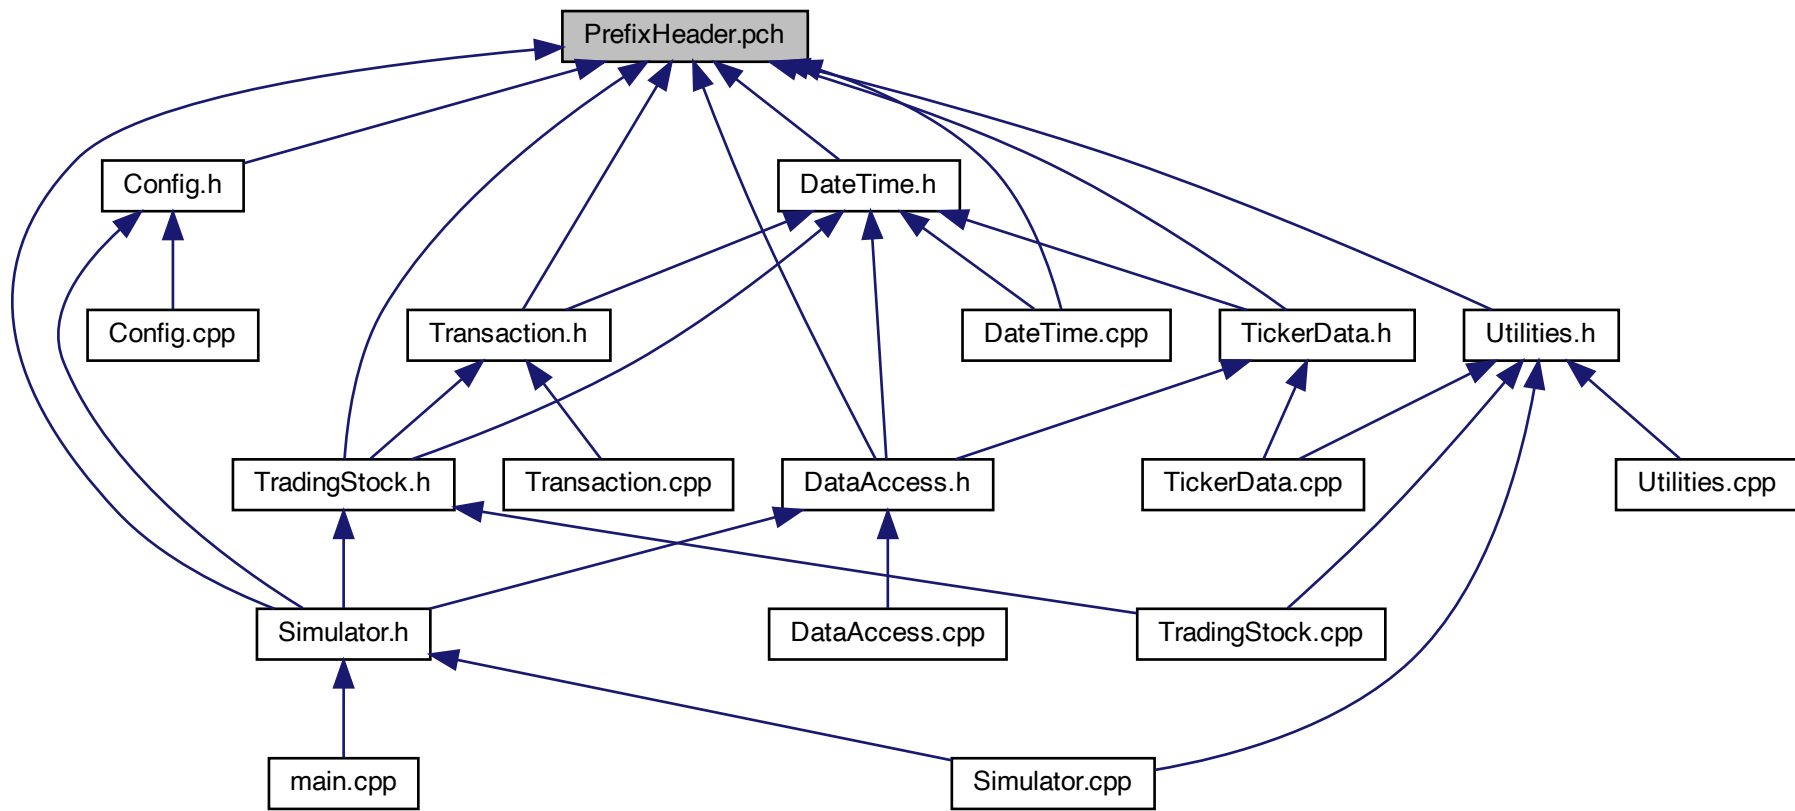 PrefixHeader.pch
Config.h
DateTime.h
Config.cpp
Transaction.h
DateTime.cpp
TickerData.h
Utilities.h
TradingStock.h
Transaction.cpp
DataAccess.h
TickerData.cpp
Utilities.cpp
Simulator.h
DataAccess.cpp
TradingStock.cpp
main.cpp
Simulator.cpp